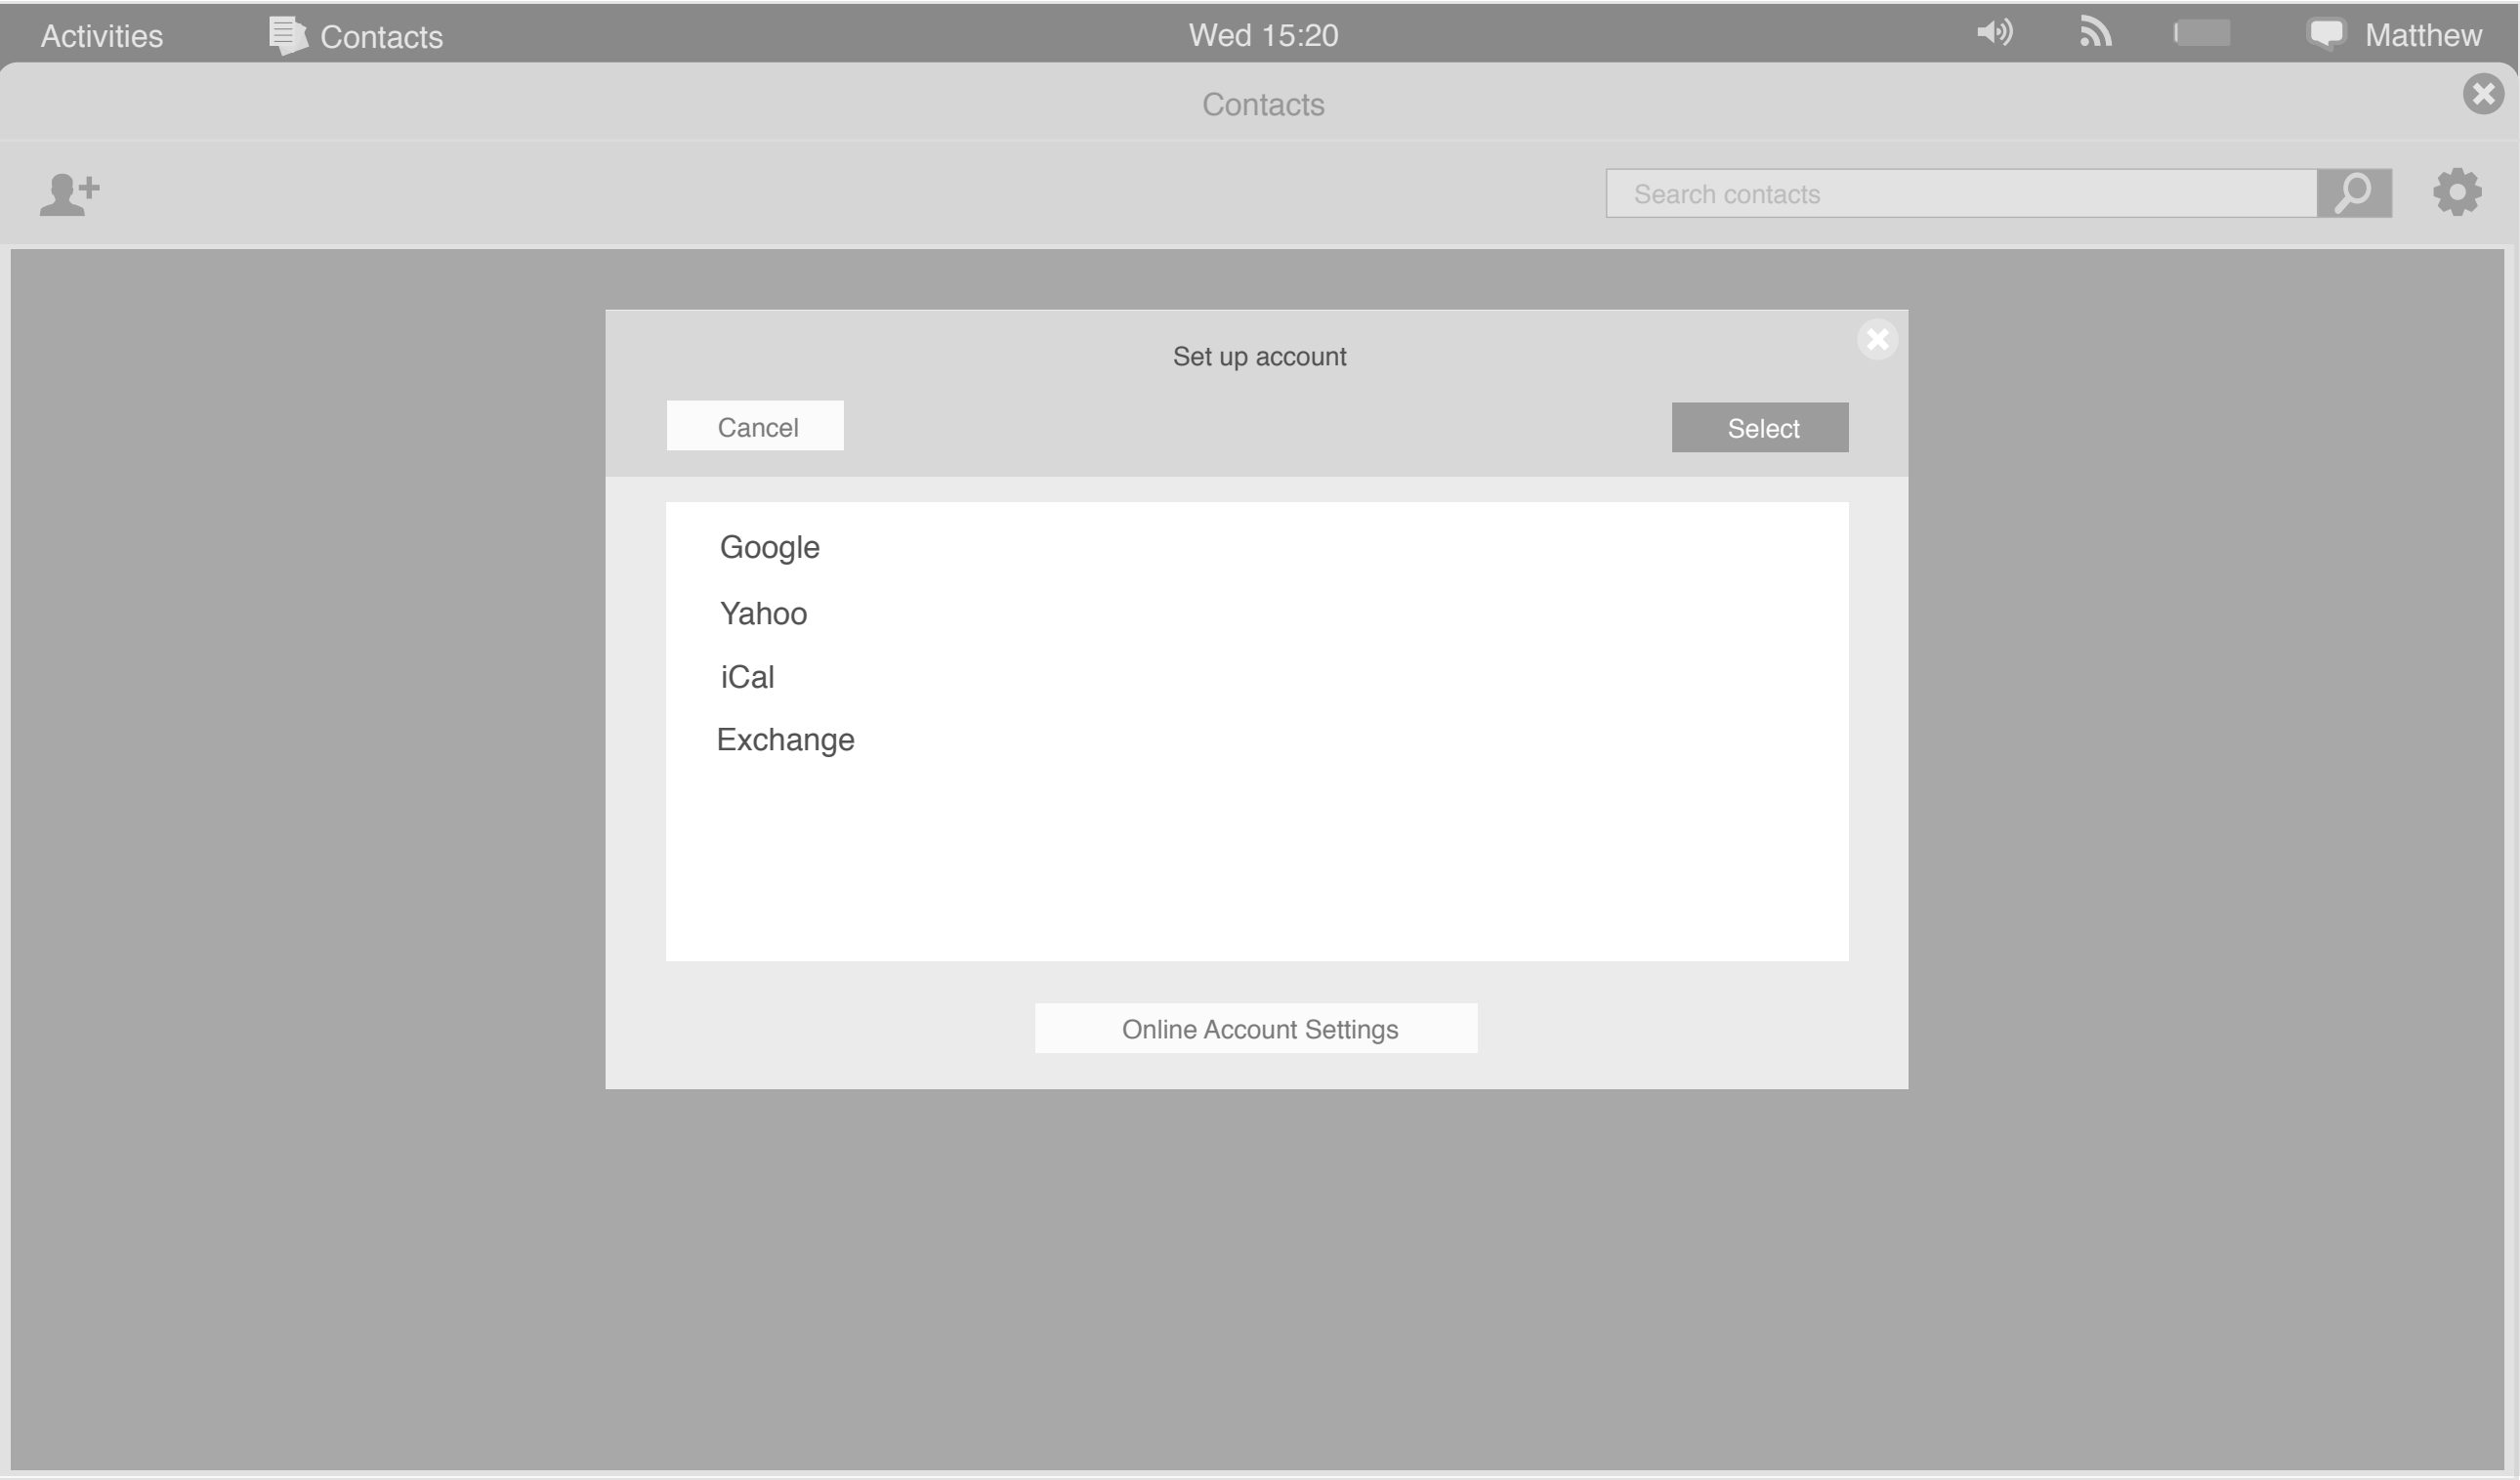 Activities
Contacts
Wed 15:20
Matthew
Contacts
Search contacts
Set up account
Cancel
Select
Google
Yahoo
iCal
Exchange
Online Account Settings